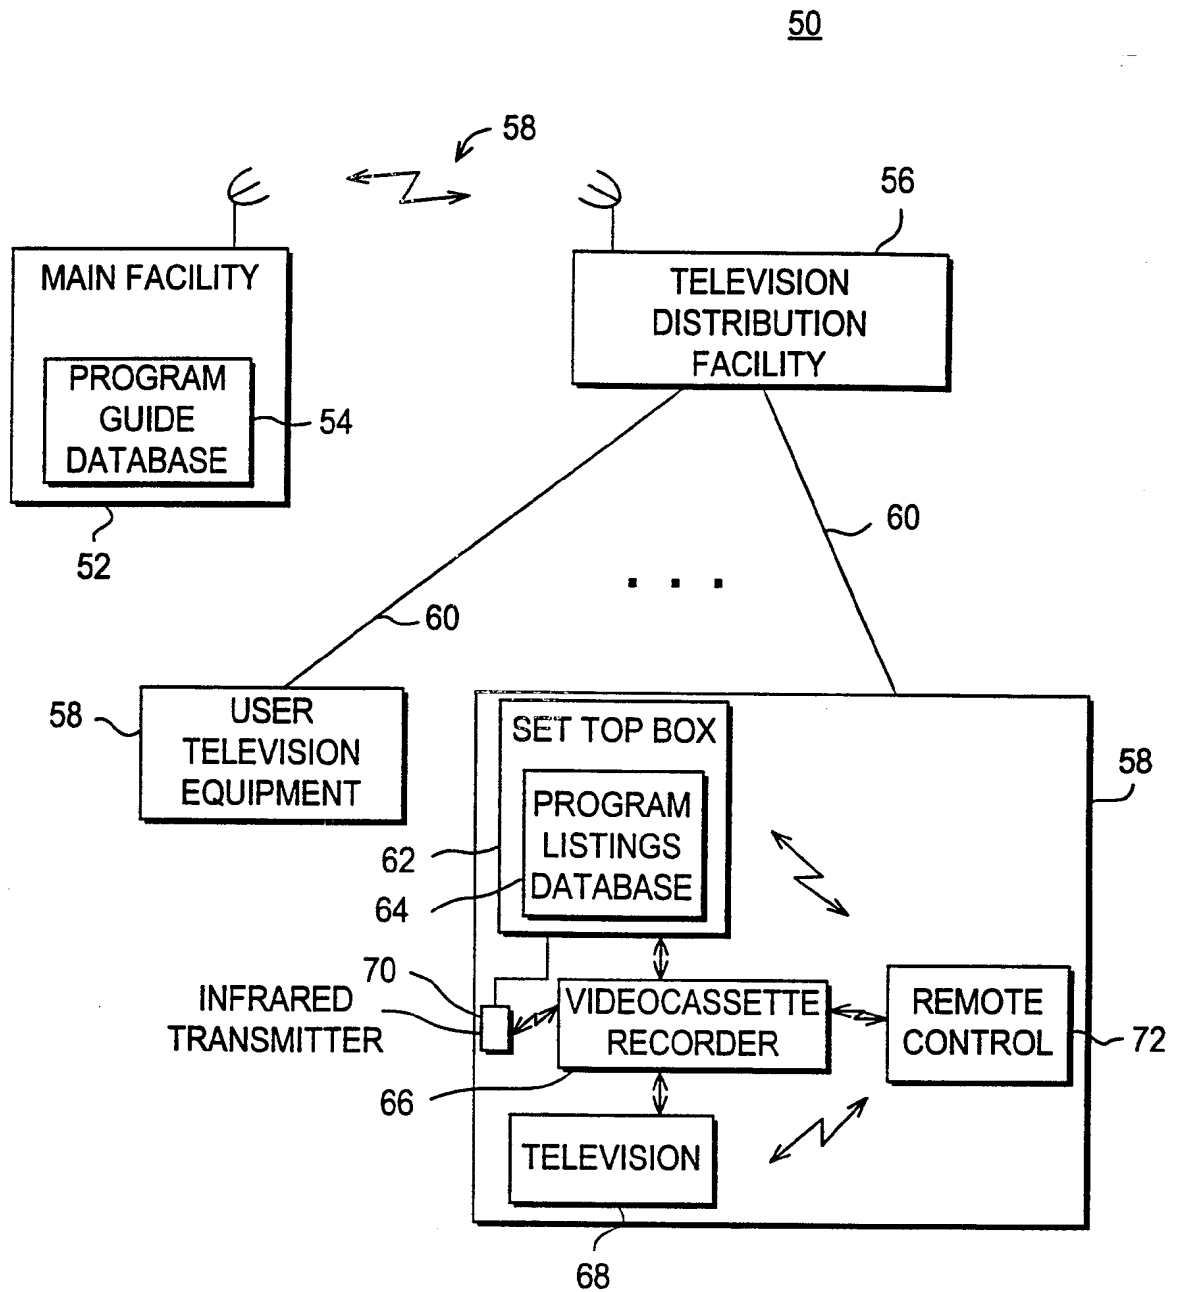 50
58
56
MAIN FACILITY
PROGRAM
GUIDE
DATABASE
54
52
TELEVISION
DISTRIBUTION
FACILITY
60
60
58
USER
TELEVISION
EQUIPMENT
SET TOP BOX
PROGRAM
LISTINGS
DATABASE
62
64
58
70
INFRARED
TRANSMITTER
VIDEOCASSETTE
RECORDER
66
REMOTE
CONTROL
72
TELEVISION
68